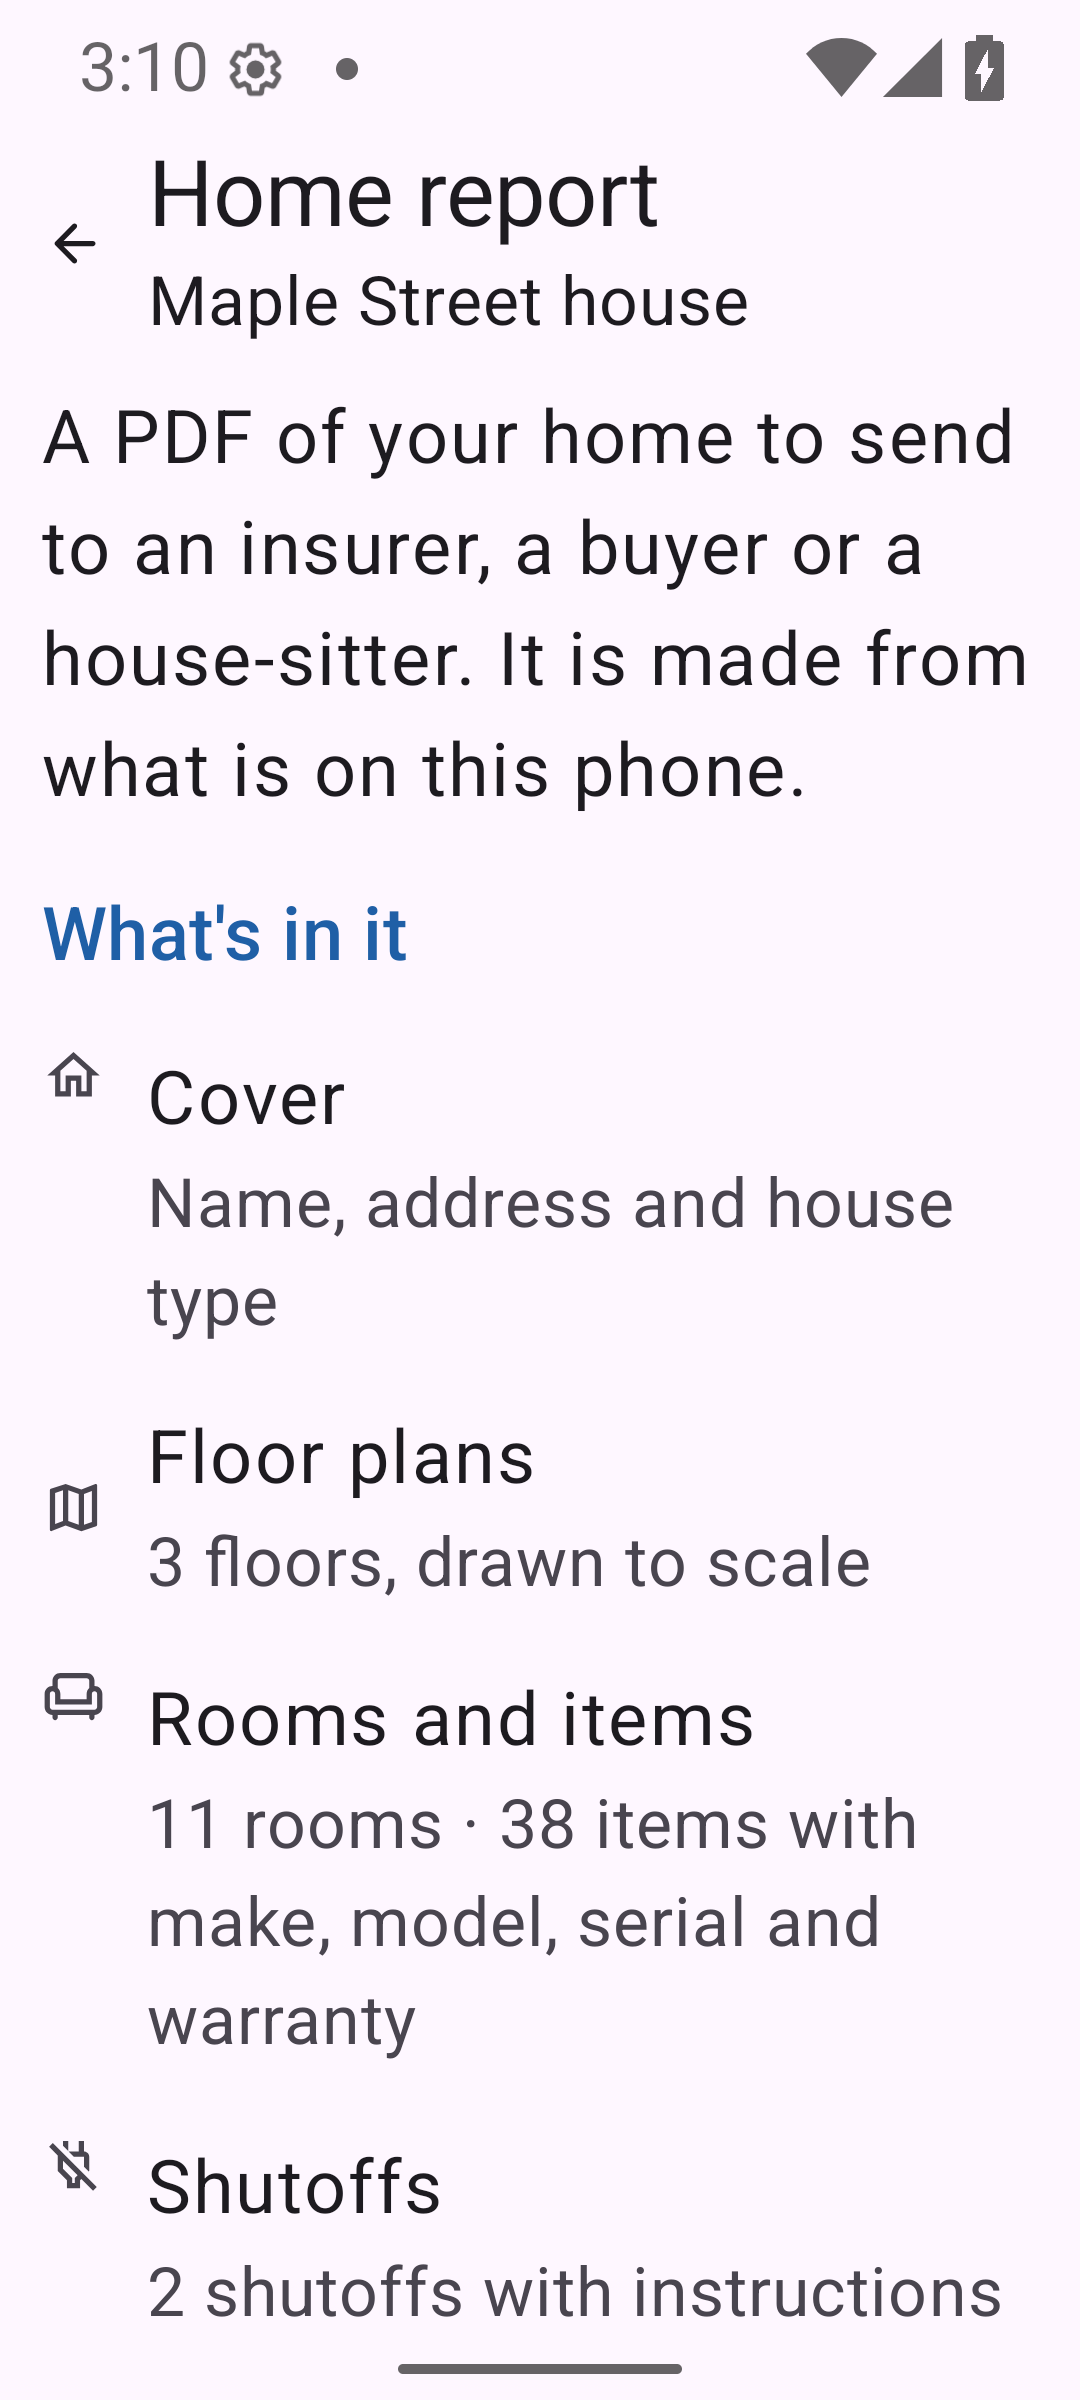 3:10
Home report
Maple Street house
A PDF of your home to send
to an insurer, a buyer or a
house-sitter. It is made from
what is on this phone.
What's in it
Cover
Name, address and house
type
Floor plans
3 floors, drawn to scale
Rooms and items
11 rooms · 38 items with
make, model, serial and
warranty
Shutoffs
2 shutoffs with instructions